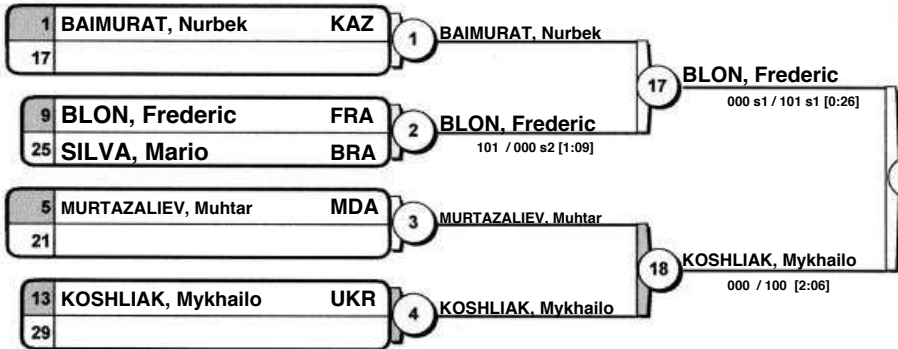 1 BAIMURAT, Nurbek KAZ
17
1
BAIMURAT, Nurbek
9 BLON, Frederic FRA
25 SILVA, Mario BRA
2
BLON, Frederic
101 / 000 s2 [1:09]
17
BLON, Frederic
000 s1 / 101 s1 [0:26]
5 MURTAZALIEV, Muhtar MDA
21
3
MURTAZALIEV, Muhtar
13 KOSHLIAK, Mykhailo UKR
29
4
KOSHLIAK, Mykhailo
18
KOSHLIAK, Mykhailo
000 / 100 [2:06]